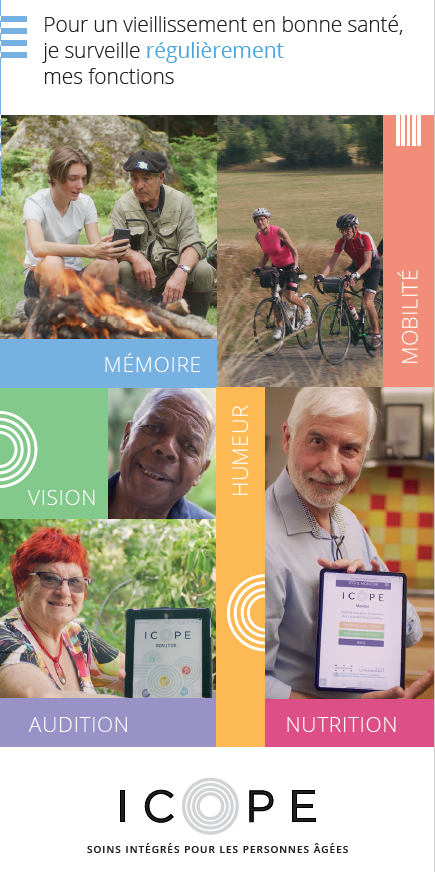 Pour un vieillissement en bonne santé,
je surveille régulièrement
mes fonctions
MOBILITÉ
MÉMOIRE
HUMEUR
VISION
ICOPE
MONITOR
ICOPE
Monitor
AUDITION
NUTRITION
ICOPE
SOINS INTÉGRÉS POUR LES PERSONNES ÂGÉES